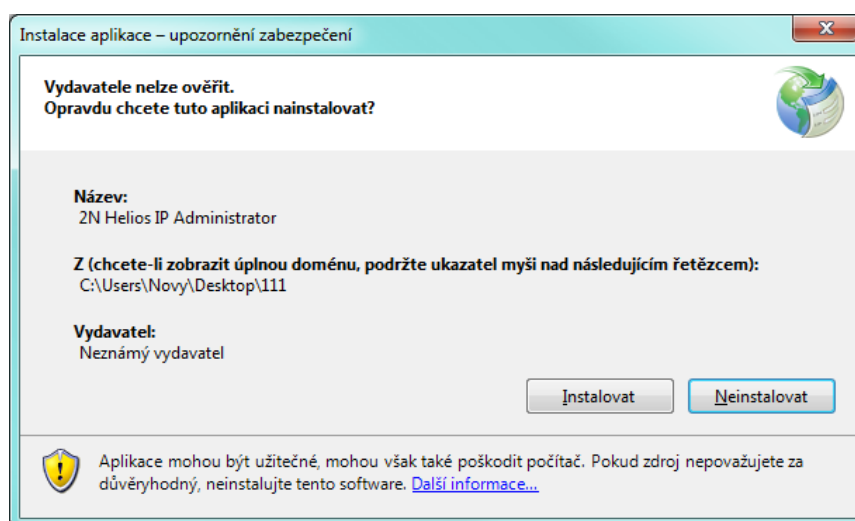 Instalace aplikace – upozornění zabezpečení
Vydavatele nelze ověřit.
Opravdu chcete tuto aplikaci nainstalovat?
Název:
2N Helios IP Administrator
Z (chcete-li zobrazit úplnou doménu, podržte ukazatel myši nad následujícím řetězcem):
C:\Users\Novy\Desktop\111
Vydavatel:
Neznámý vydavatel
Instalovat
Neinstalovat
Aplikace mohou být užitečné, mohou však také poškodit počítač. Pokud zdroj nepovažujete za
důvěryhodný, neinstalujte tento software. Další informace...